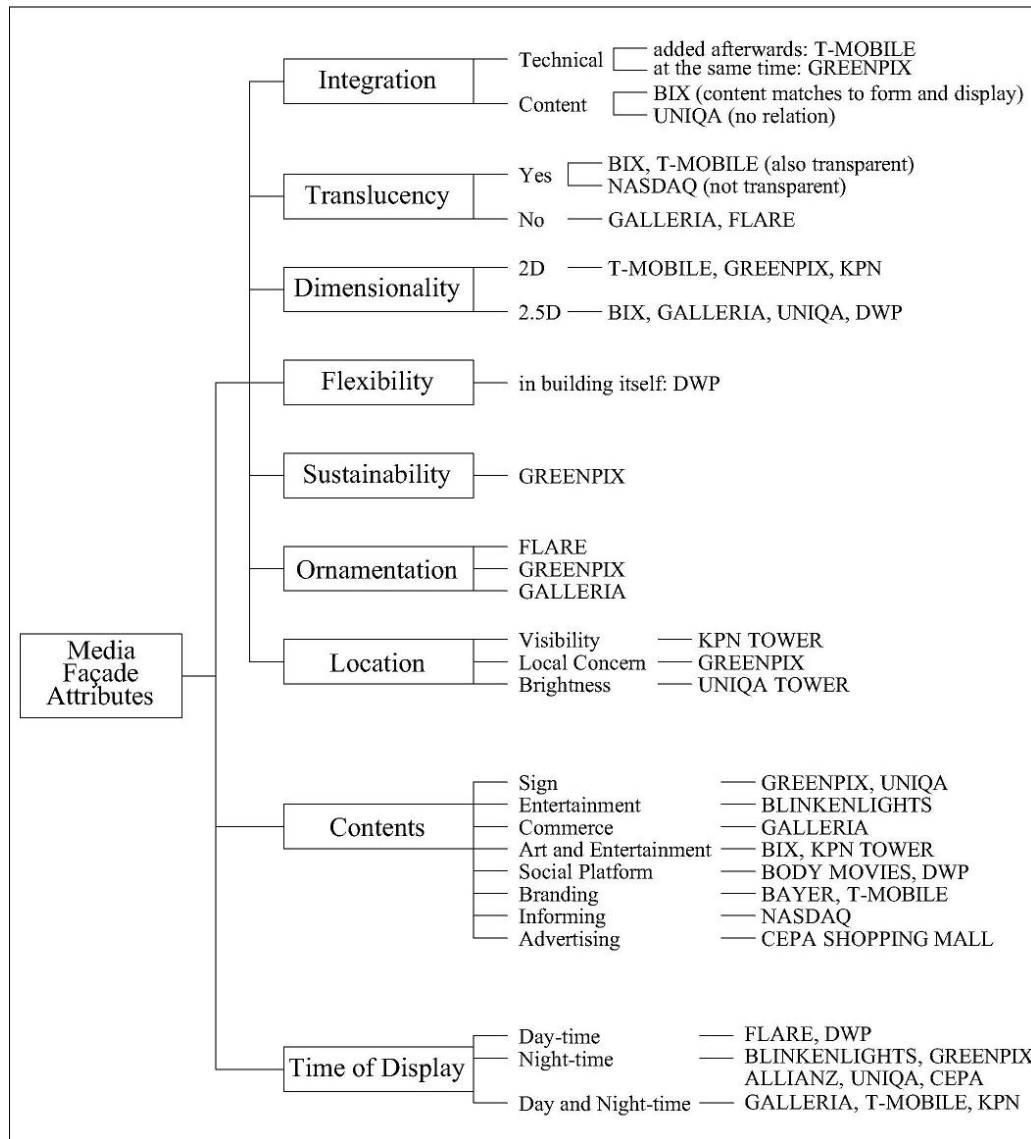 Integration
Technical
added afterwards: T-MOBILE
at the same time: GREENPIX
Content
BIX (content matches to form and display)
UNIQA (no relation)
Translucency
Yes
BIX, T-MOBILE (also transparent)
NASDAQ (not transparent)
No
GALLERIA, FLARE
Dimensionality
2D
T-MOBILE, GREENPIX, KPN
2.5D
BIX, GALLERIA, UNIQA, DWP
Flexibility
in building itself: DWP
Sustainability
GREENPIX
Ornamentation
FLARE
GREENPIX
GALLERIA
Media
Façade
Attributes
Location
Visibility
KPN TOWER
Local Concern
GREENPIX
Brightness
UNIQA TOWER
Contents
Sign
GREENPIX, UNIQA
Entertainment
BLINKENLIGHTS
Commerce
GALLERIA
Art and Entertainment
BIX, KPN TOWER
Social Platform
BODY MOVIES, DWP
Branding
BAYER, T-MOBILE
Informing
NASDAQ
Advertising
CEPA SHOPPING MALL
Time of Display
Day-time
FLARE, DWP
Night-time
BLINKENLIGHTS, GREENPIX
ALLIANZ, UNIQA, CEPA
Day and Night-time
GALLERIA, T-MOBILE, KPN